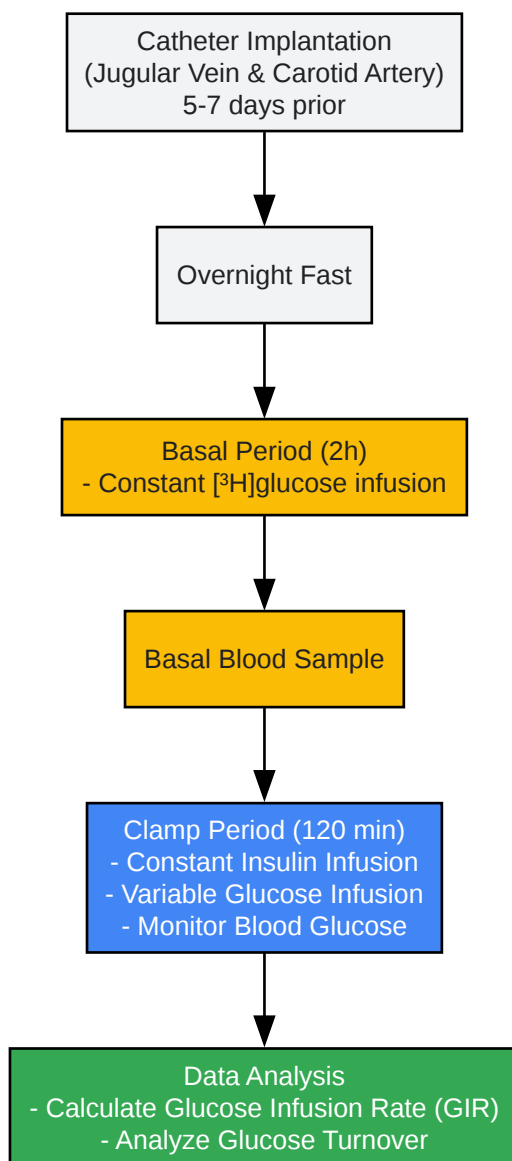 Catheter Implantation
(Jugular Vein & Carotid Artery)
5-7 days prior
Overnight Fast
Basal Period (2h)
- Constant [³H]glucose infusion
Basal Blood Sample
Clamp Period (120 min)
- Constant Insulin Infusion
- Variable Glucose Infusion
- Monitor Blood Glucose
Data Analysis
- Calculate Glucose Infusion Rate (GIR)
- Analyze Glucose Turnover